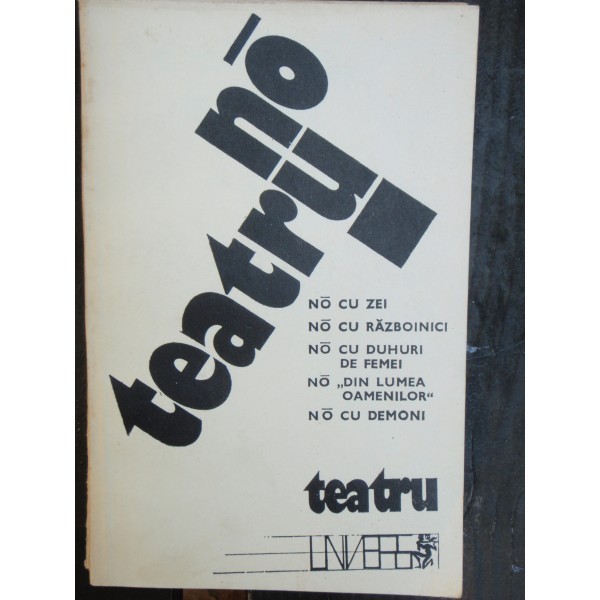 teatru nō
NŌ CU ZEI
NŌ CU RĂZBOINICI
NŌ CU DUHURI
DE FEMEI
NŌ „DIN LUMEA
OAMENILOR“
NŌ CU DEMONI
teatru
UNIVERS